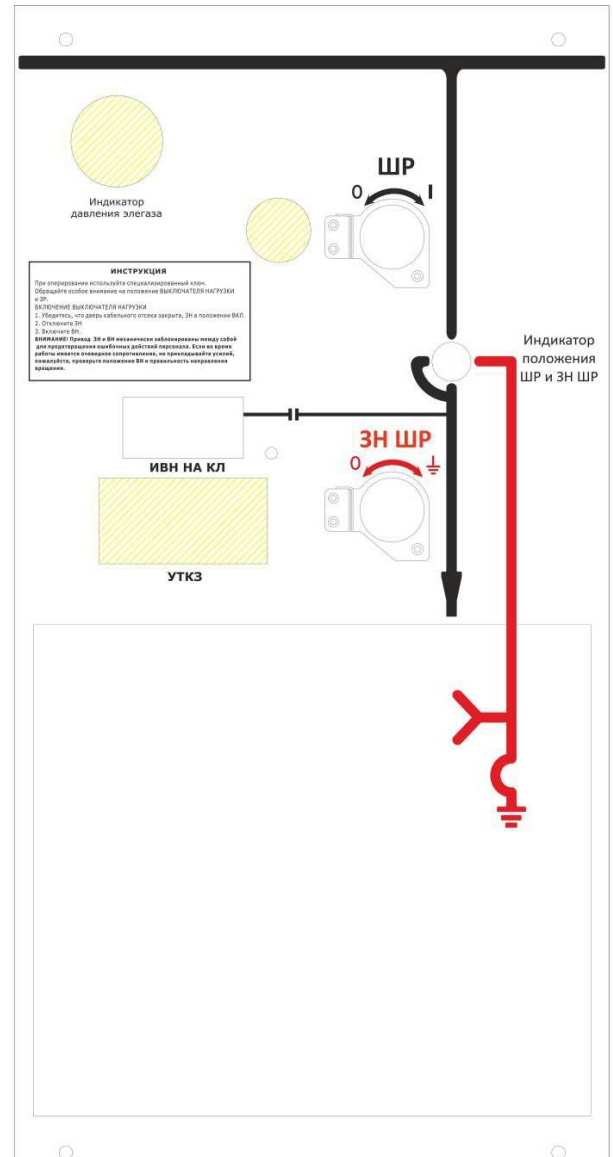 ШР
0 I
Индикатор
давления элегаза
ИНСТРУКЦИЯ
При оперировании используйте специализированный ключ.
Обращайте особое внимание на положение ВЫКЛЮЧАТЕЛЯ НАГРУЗКИ
и ЗР.
ВКЛЮЧЕНИЕ ВЫКЛЮЧАТЕЛЯ НАГРУЗКИ
1. Убедитесь, что дверь кабельного отсека закрыта, ЗН в положении ВКЛ.
2. Отключите ЗН
3. Включите ВН.
ВНИМАНИЕ! Привод ЗН и ВН механически заблокированы между собой
для предотвращения ошибочных действий персонала. Если во время
работы имеется очевидное сопротивление, не прикладывайте усилий,
пожалуйста, проверьте положение ВН и правильность направления
вращения.
Индикатор
положения
ШР и ЗН ШР
ЗН ШР
0
ИВН НА КЛ
УТКЗ